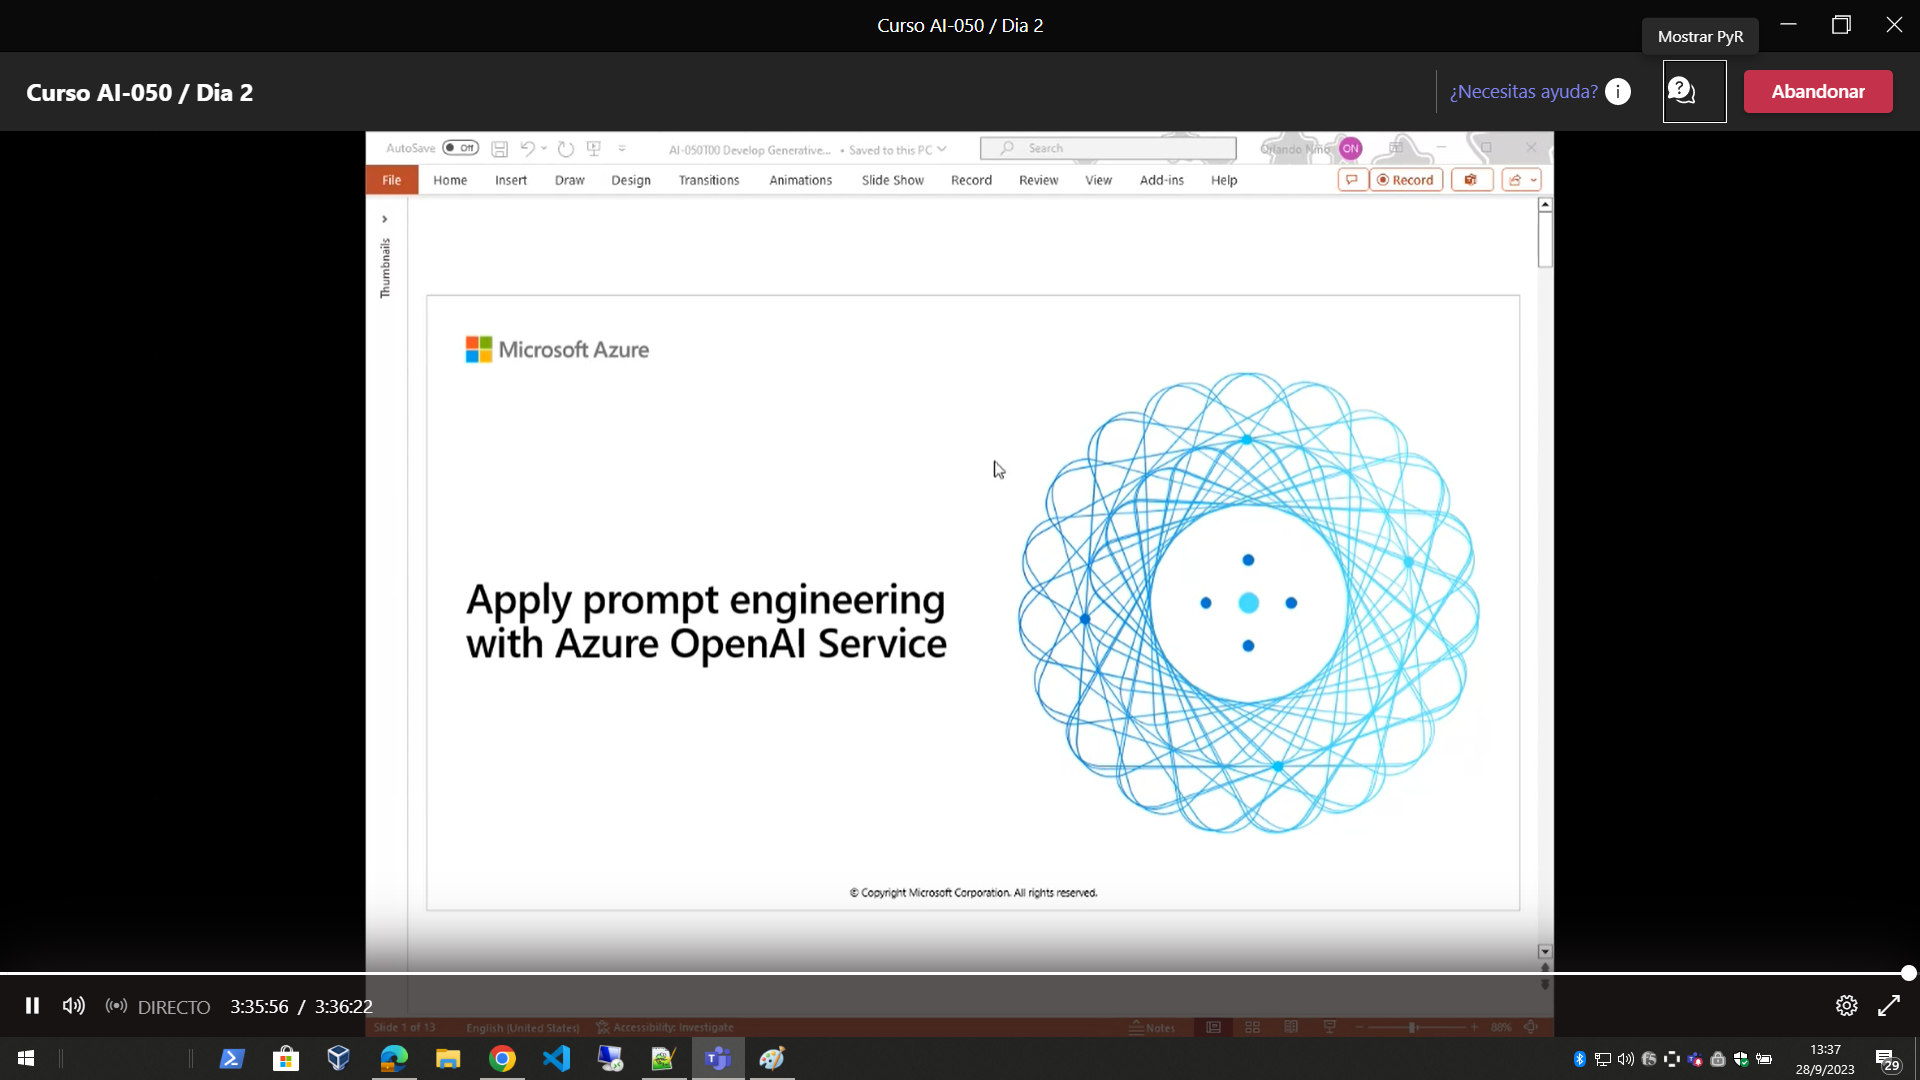 Curso AI-050 / Dia 2
Mostrar PyR
Curso AI-050 / Dia 2
¿Necesitas ayuda?
Abandonar
AutoSave Off
AI-050T00 Develop Generative... • Saved to this PC
Search
Orlando Nino
ON
File Home Insert Draw Design Transitions Animations Slide Show Record Review View Add-ins Help
Record
Thumbnails
Microsoft Azure
Apply prompt engineering
with Azure OpenAI Service
© Copyright Microsoft Corporation. All rights reserved.
DIRECTO 3:35:56 / 3:36:22
Slide 1 of 13 English (United States) Accessibility: Investigate
Notes
88%
13:37
28/9/2023
29